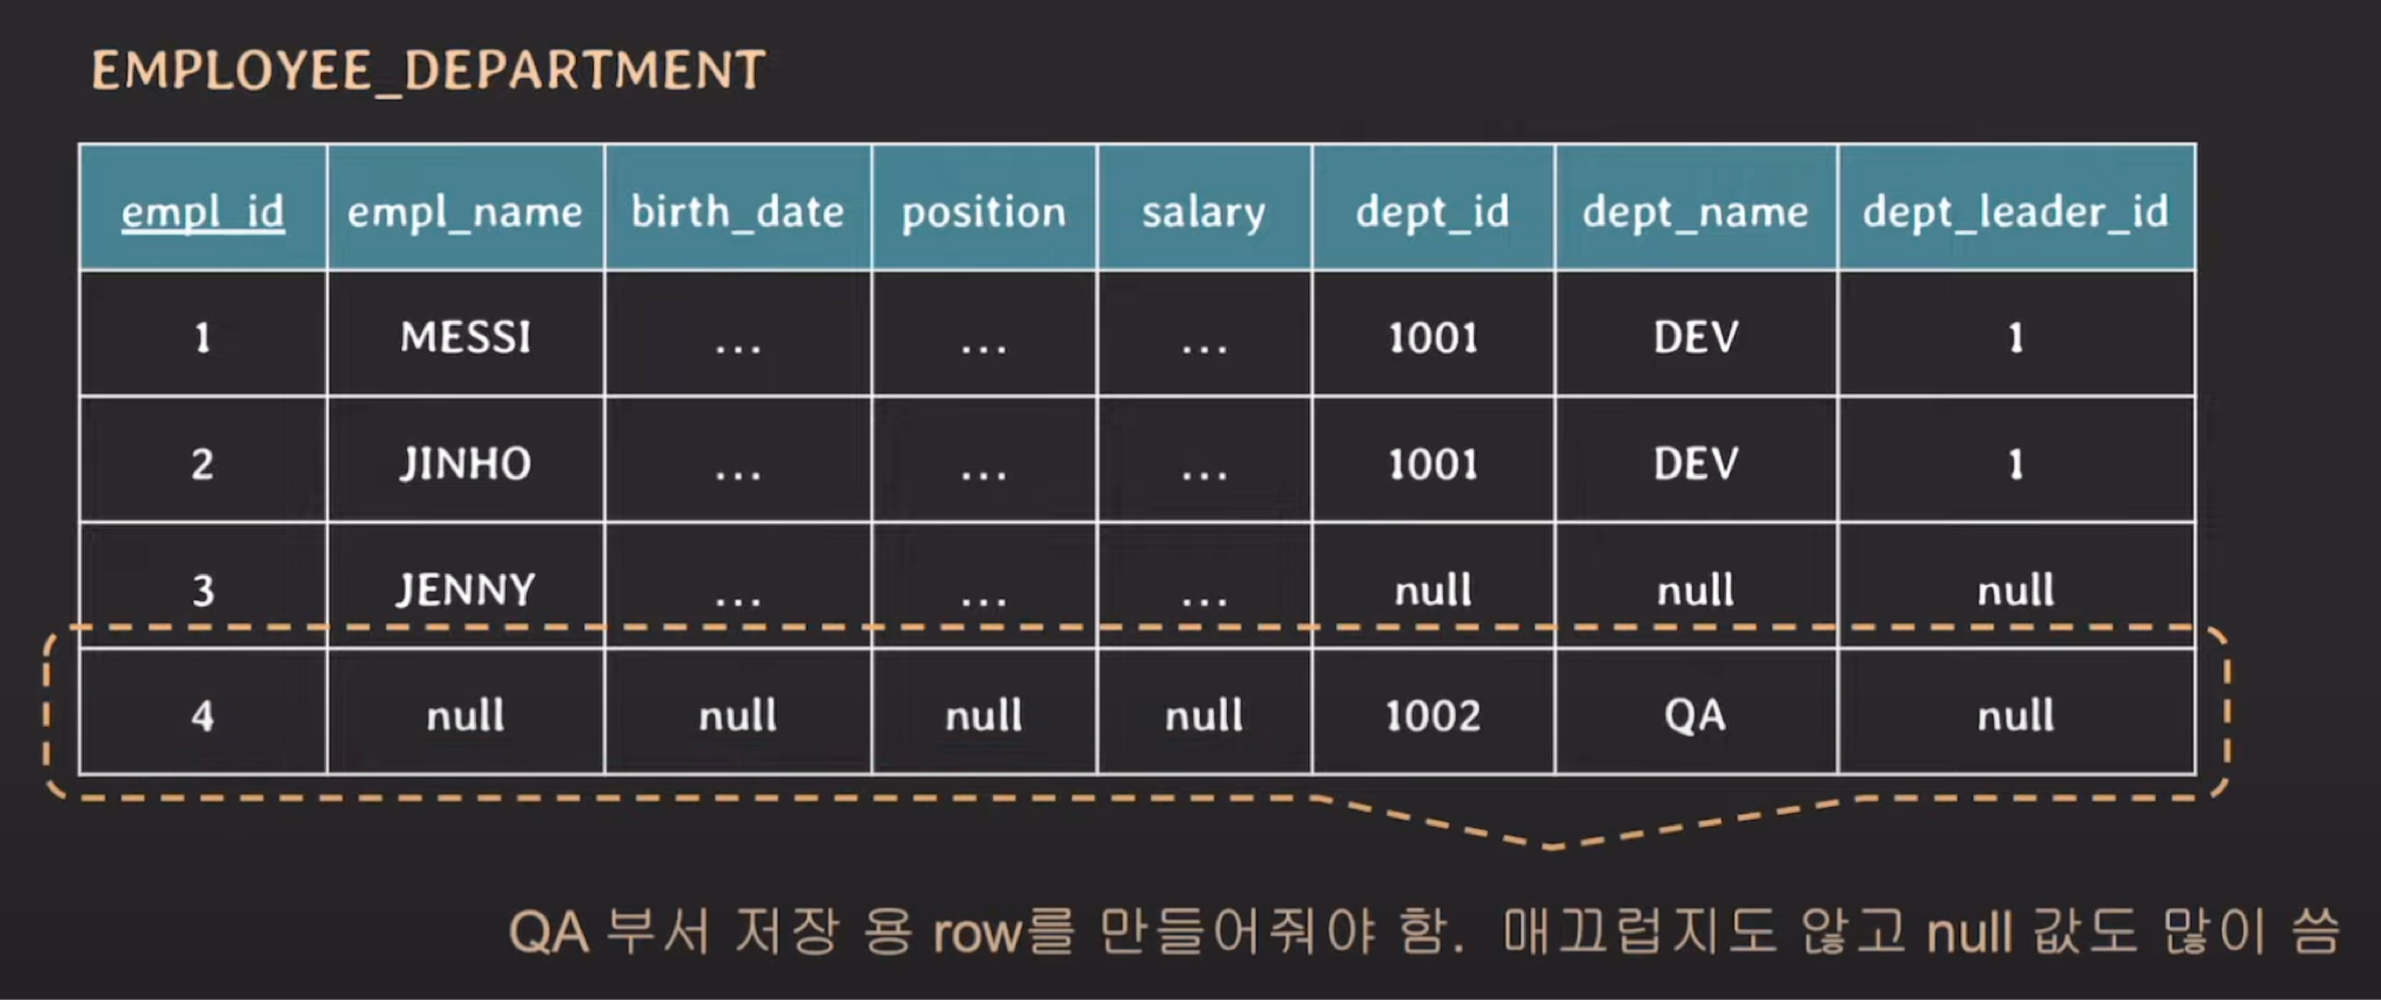 EMPLOYEE_DEPARTMENT
empl_id empl_name birth_date position salary dept_id dept_name dept_leader_id
1 MESSI ... ... ... 1001 DEV 1
2 JINHO ... ... ... 1001 DEV 1
3 JENNY ... ... ... null null null
4 null null null null 1002 QA null
QA 부서 저장 용 row를 만들어줘야 함. 매끄럽지도 않고 null 값도 많이 씀